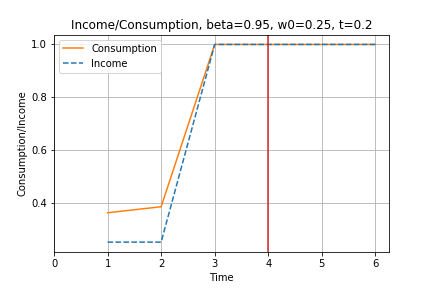 Income/Consumption, beta=0.95, w0=0.25, t=0.2
Consumption
Income
Consumption/Income
1.0
0.8
0.6
0.4
0 1 2 3 4 5 6
Time